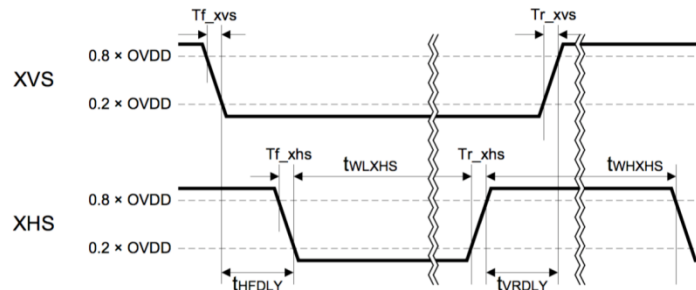 Tf_xvs Tr_xvs
XVS
0.8 × OVDD
0.2 × OVDD
Tf_xhs tWLXHS Tr_xhs tWHXHS
XHS
0.8 × OVDD
0.2 × OVDD
tHFDLY tVRDLY